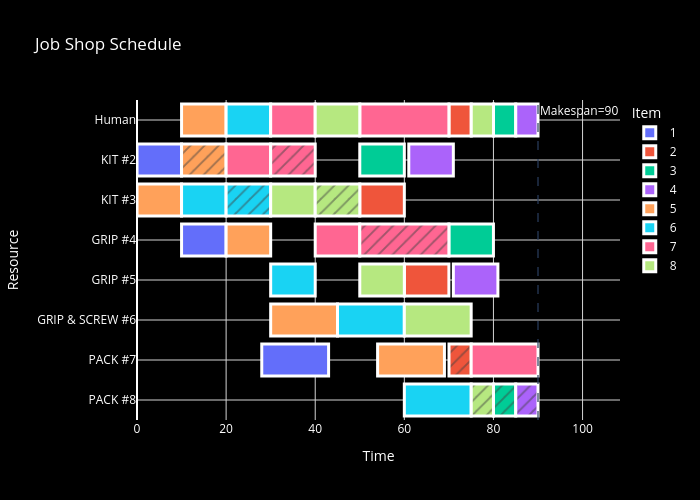 Job Shop Schedule
Makespan=90
Item
1
2
3
4
5
6
7
8
Resource
Human
KIT #2
KIT #3
GRIP #4
GRIP #5
GRIP & SCREW #6
PACK #7
PACK #8
0 20 40 60 80 100
Time